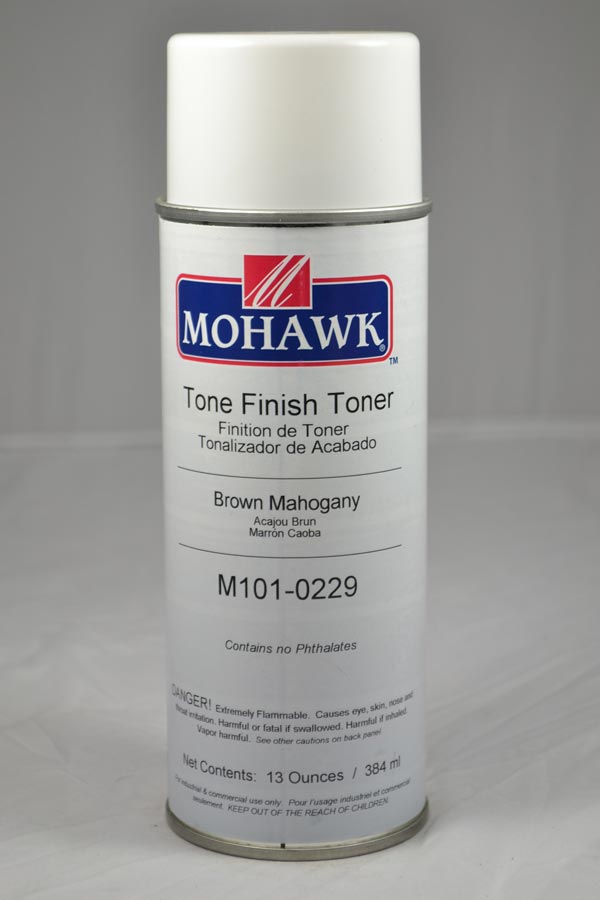 M
MOHAWK®
™
Tone Finish Toner
Finition de Toner
Tonalizador de Acabado
Brown Mahogany
Acajou Brun
Marrón Caoba
M101-0229
Contains no Phthalates
DANGER! Extremely Flammable. Causes eye, skin, nose and
throat irritation. Harmful or fatal if swallowed. Harmful if inhaled.
Vapor harmful. See other cautions on back panel.
Net Contents: 13 Ounces / 384 ml
For industrial & commercial use only. Pour l'usage industriel et commercial
seulement. KEEP OUT OF THE REACH OF CHILDREN.